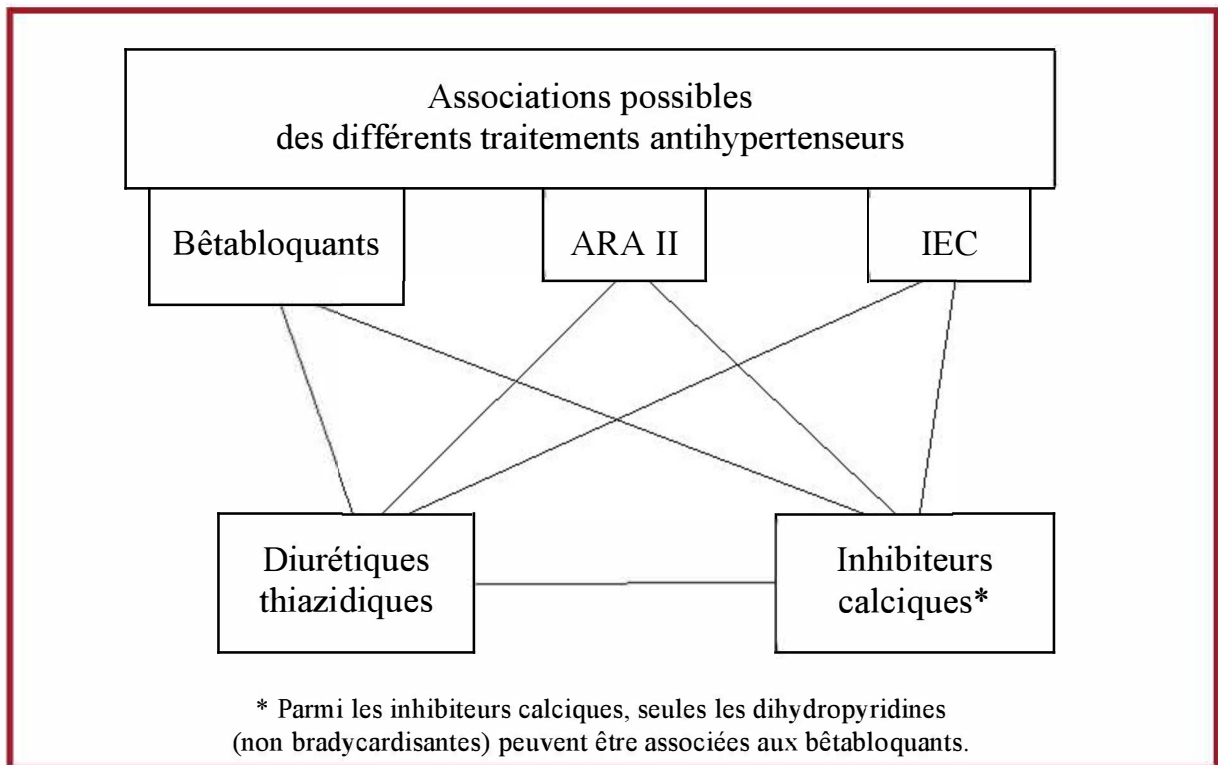 Associations possibles
des différents traitements antihypertenseurs
Bêtabloquants
ARA II
IEC
Diurétiques
thiazidiques
Inhibiteurs
calciques*
* Parmi les inhibiteurs calciques, seules les dihydropyridines
(non bradycardisantes) peuvent être associées aux bêtabloquants.